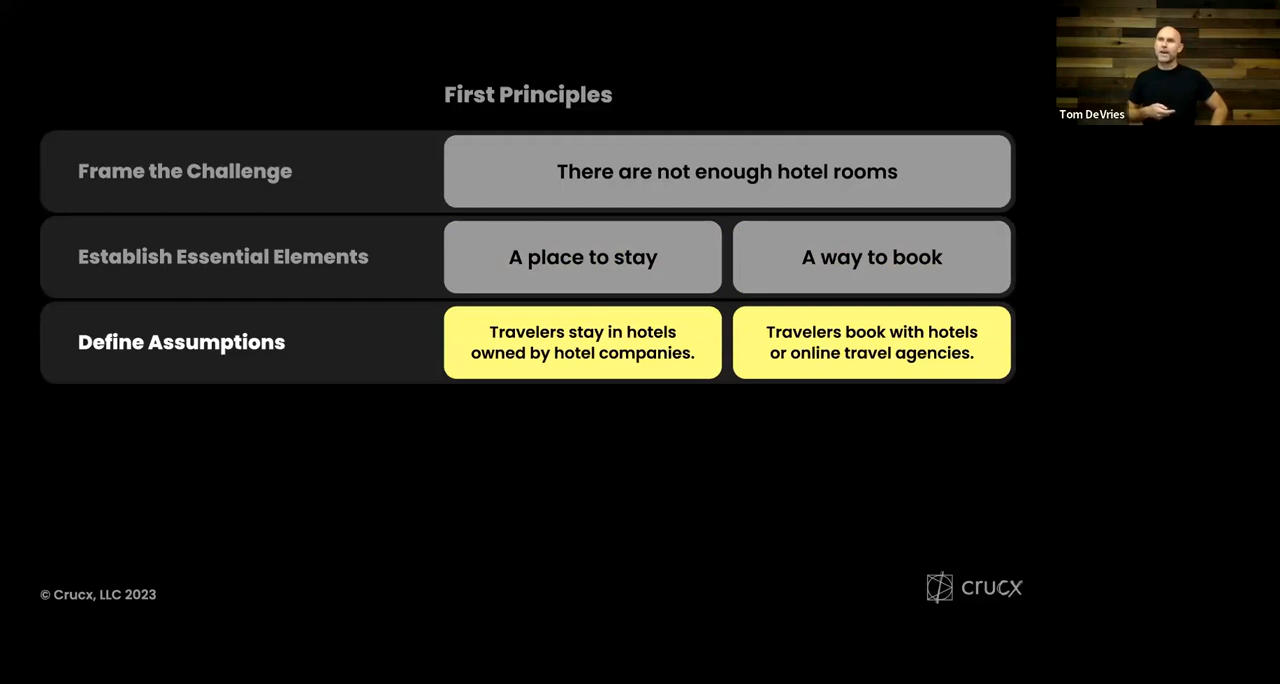 First Principles
Tom DeVries
Frame the Challenge
There are not enough hotel rooms
Establish Essential Elements
A place to stay
A way to book
Define Assumptions
Travelers stay in hotels
owned by hotel companies.
Travelers book with hotels
or online travel agencies.
© Crucx, LLC 2023
crucx